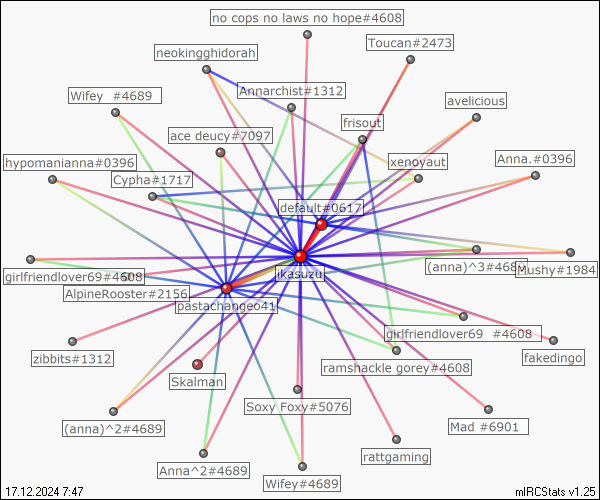 no cops no laws no hope#4608
Toucan#2473
neokingghidorah
Wifey #4689
Annarchist#1312
avelicious
frisout
ace deucy#7097
hypomanianna#0396
xenoyaut
Anna.#0396
Cypha#1717
default#0617
ikasuzu
(anna)^3#4689
Mushy#1984
girlfriendlover69#4608
AlpineRooster#2156
pastachangeo41
girlfriendlover69 #4608
zibbits#1312
fakedingo
ramshackle gorey#4608
Skalman
Soxy Foxy#5076
(anna)^2#4689
Mad #6901
rattgaming
Anna^2#4689
Wifey#4689
17.12.2024 7:47
mIRCStats v1.25